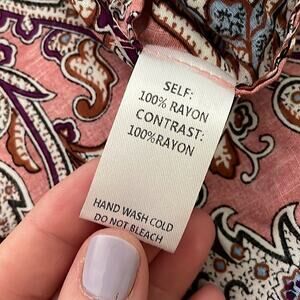 SELF:
100% RAYON
CONTRAST:
100%RAYON
HAND WASH COLD
DO NOT BLEACH